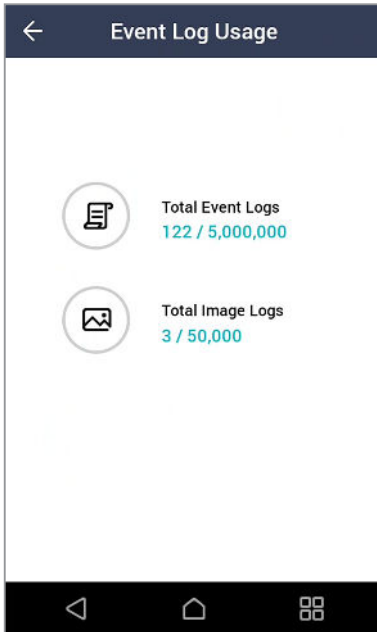 Event Log Usage
Total Event Logs
122 / 5,000,000
Total Image Logs
3 / 50,000